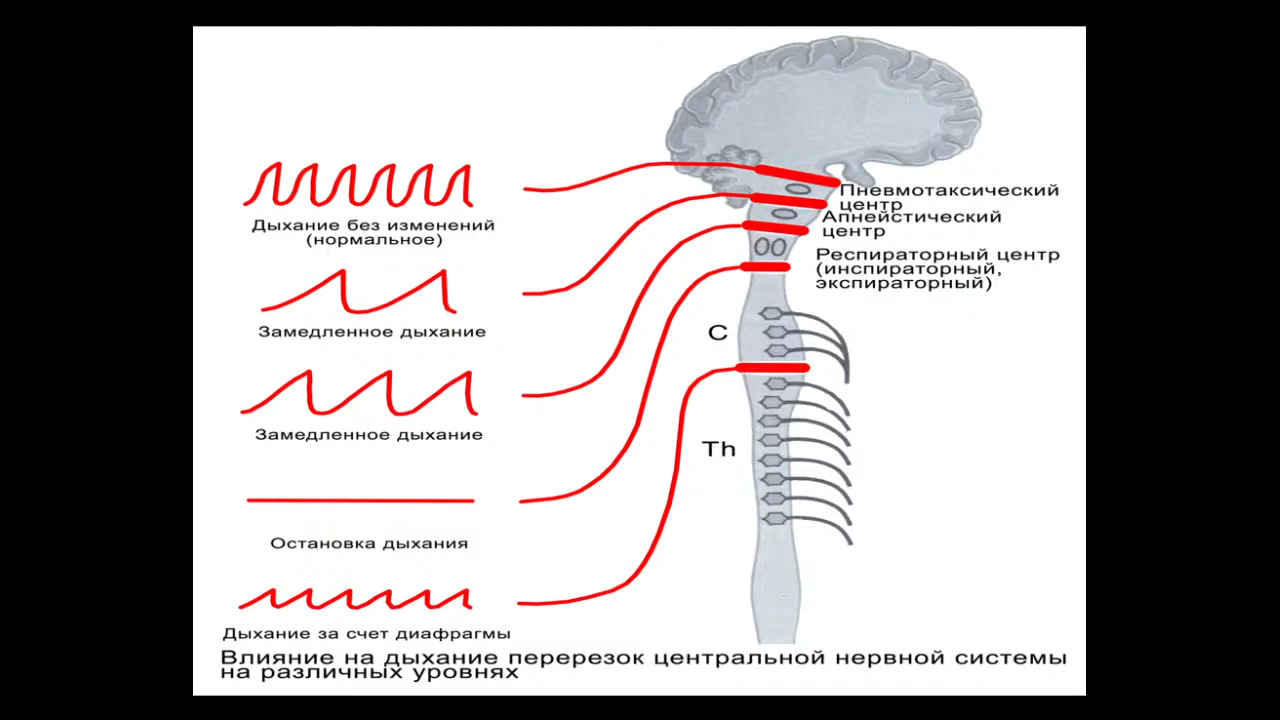 Пневмотаксический
центр
Апнейстический
центр
Дыхание без изменений
(нормальное)
Респираторный центр
(инспираторный,
экспираторный)
Замедленное дыхание
С
Замедленное дыхание
Th
Остановка дыхания
Дыхание за счет диафрагмы
Влияние на дыхание перерезок центральной нервной системы
на различных уровнях